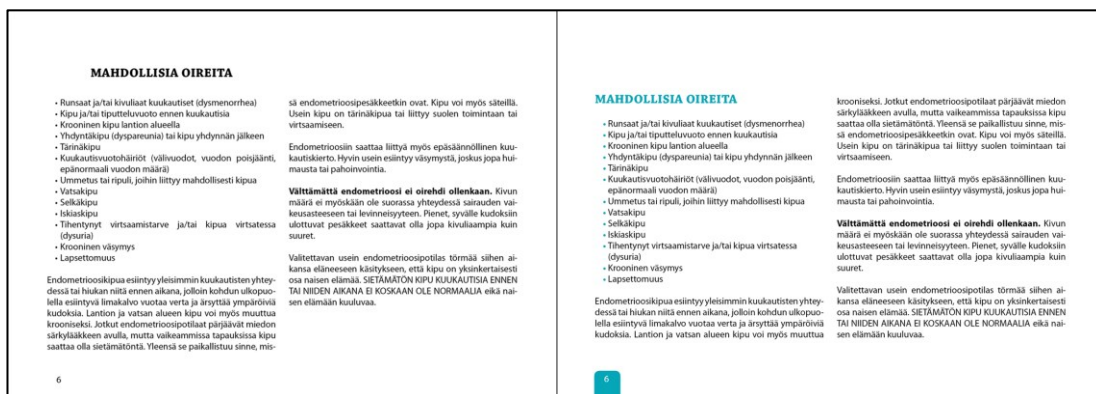 MAHDOLLISIA OIREITA
• Runsaat ja/tai kivuliaat kuukautiset (dysmenorrhea)
• Kipu ja/tai tiputteluvuoto ennen kuukautisia
• Krooninen kipu lantion alueella
• Yhdyntäkipu (dyspareunia) tai kipu yhdynnän jälkeen
• Tärinäkipu
• Kuukautisvuotohäiriöt (välivuodot, vuodon poisjäänti,
epänormaali vuodon määrä)
• Ummetus tai ripuli, joihin liittyy mahdollisesti kipua
• Vatsakipu
• Selkäkipu
• Iskiaskipu
• Tihentynyt virtsaamistarve ja/tai kipua virtsatessa
(dysuria)
• Krooninen väsymys
• Lapsettomuus
Endometrioosikipua esiintyy yleisimmin kuukautisten yhtey-
dessä tai hiukan niitä ennen aikana, jolloin kohdun ulkopuo-
lella esiintyvä limakalvo vuotaa verta ja ärsyttää ympäröiviä
kudoksia. Lantion ja vatsan alueen kipu voi myös muuttua
krooniseksi. Jotkut endometrioosipotilaat pärjäävät miedon
särkylääkkeen avulla, mutta vaikeammissa tapauksissa kipu
saattaa olla sietämätöntä. Yleensä se paikallistuu sinne, mis-
sä endometrioosipesäkkeetkin ovat. Kipu voi myös säteillä.
Usein kipu on tärinäkipua tai liittyy suolen toimintaan tai
virtsaamiseen.
Endometrioosiin saattaa liittyä myös epäsäännöllinen kuu-
kautiskierto. Hyvin usein esiintyy väsymystä, joskus jopa hui-
mausta tai pahoinvointia.
Välttämättä endometrioosi ei oirehdi ollenkaan. Kivun
määrä ei myöskään ole suorassa yhteydessä sairauden vai-
keusasteeseen tai levinneisyyteen. Pienet, syvälle kudoksiin
ulottuvat pesäkkeet saattavat olla jopa kivuliaampia kuin
suuret.
Valitettavan usein endometrioosipotilas törmää siihen ai-
kansa eläneeseen käsitykseen, että kipu on yksinkertaisesti
osa naisen elämää. SIETÄMÄTÖN KIPU KUUKAUTISIA ENNEN
TAI NIIDEN AIKANA EI KOSKAAN OLE NORMAALIA eikä nai-
sen elämään kuuluvaa.
6
MAHDOLLISIA OIREITA
• Runsaat ja/tai kivuliaat kuukautiset (dysmenorrhea)
• Kipu ja/tai tiputteluvuoto ennen kuukautisia
• Krooninen kipu lantion alueella
• Yhdyntäkipu (dyspareunia) tai kipu yhdynnän jälkeen
• Tärinäkipu
• Kuukautisvuotohäiriöt (välivuodot, vuodon poisjäänti,
epänormaali vuodon määrä)
• Ummetus tai ripuli, joihin liittyy mahdollisesti kipua
• Vatsakipu
• Selkäkipu
• Iskiaskipu
• Tihentynyt virtsaamistarve ja/tai kipua virtsatessa
(dysuria)
• Krooninen väsymys
• Lapsettomuus
Endometrioosikipua esiintyy yleisimmin kuukautisten yhtey-
dessä tai hiukan niitä ennen aikana, jolloin kohdun ulkopuo-
lella esiintyvä limakalvo vuotaa verta ja ärsyttää ympäröiviä
kudoksia. Lantion ja vatsan alueen kipu voi myös muuttua
krooniseksi. Jotkut endometrioosipotilaat pärjäävät miedon
särkylääkkeen avulla, mutta vaikeammissa tapauksissa kipu
saattaa olla sietämätöntä. Yleensä se paikallistuu sinne, mis-
sä endometrioosipesäkkeetkin ovat. Kipu voi myös säteillä.
Usein kipu on tärinäkipua tai liittyy suolen toimintaan tai
virtsaamiseen.
Endometrioosiin saattaa liittyä myös epäsäännöllinen kuu-
kautiskierto. Hyvin usein esiintyy väsymystä, joskus jopa hui-
mausta tai pahoinvointia.
Välttämättä endometrioosi ei oirehdi ollenkaan. Kivun
määrä ei myöskään ole suorassa yhteydessä sairauden vai-
keusasteeseen tai levinneisyyteen. Pienet, syvälle kudoksiin
ulottuvat pesäkkeet saattavat olla jopa kivuliaampia kuin
suuret.
Valitettavan usein endometrioosipotilas törmää siihen ai-
kansa eläneeseen käsitykseen, että kipu on yksinkertaisesti
osa naisen elämää. SIETÄMÄTÖN KIPU KUUKAUTISIA ENNEN
TAI NIIDEN AIKANA EI KOSKAAN OLE NORMAALIA eikä nai-
sen elämään kuuluvaa.
6